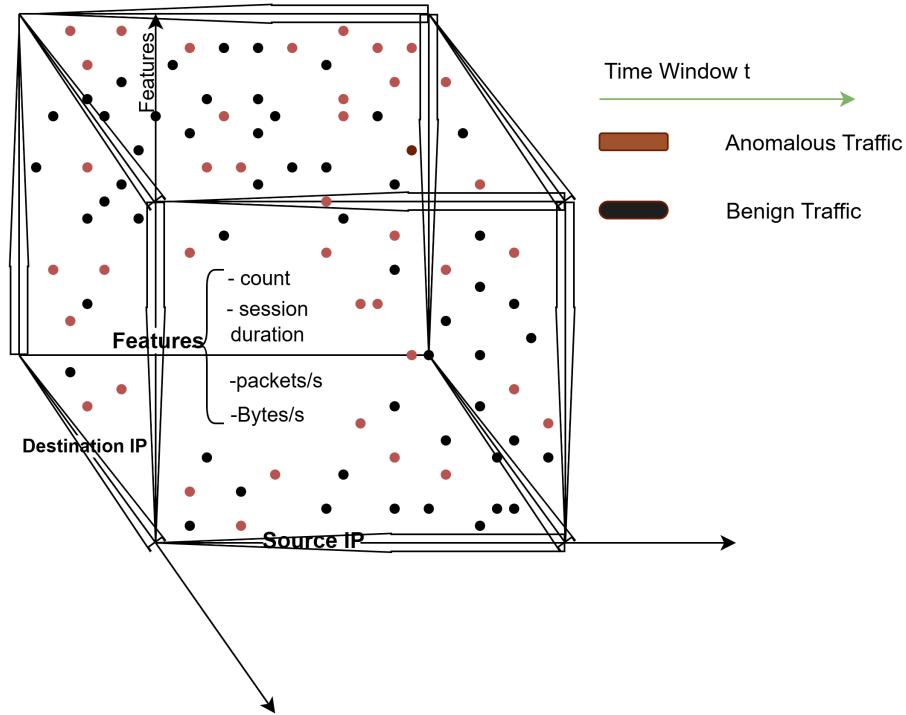 Features
Time Window t
Anomalous Traffic
Benign Traffic
Features
- count
- session
duration
-packets/s
-Bytes/s
Destination IP
Source IP